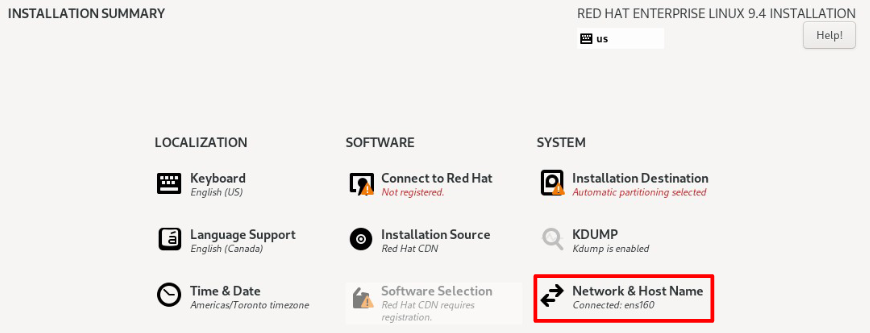 INSTALLATION SUMMARY
RED HAT ENTERPRISE LINUX 9.4 INSTALLATION
us
Help!
LOCALIZATION
Keyboard
English (US)
Language Support
English (Canada)
Time & Date
Americas/Toronto timezone
SOFTWARE
Connect to Red Hat
Not registered.
Installation Source
Red Hat CDN
Software Selection
Red Hat CDN requires
registration.
SYSTEM
Installation Destination
Automatic partitioning selected
KDUMP
Kdump is enabled
Network & Host Name
Connected: ens160